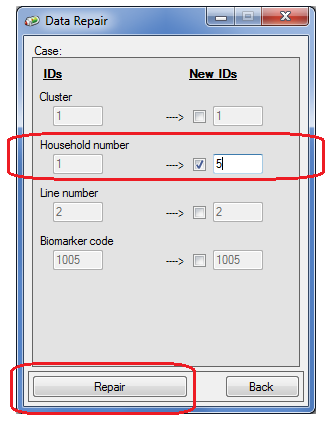 Data Repair
Case:
IDs New IDs
Cluster
1 ----> 1
Household number
1 ----> 5
Line number
2 ----> 2
Biomarker code
1005 ----> 1005
Repair Back